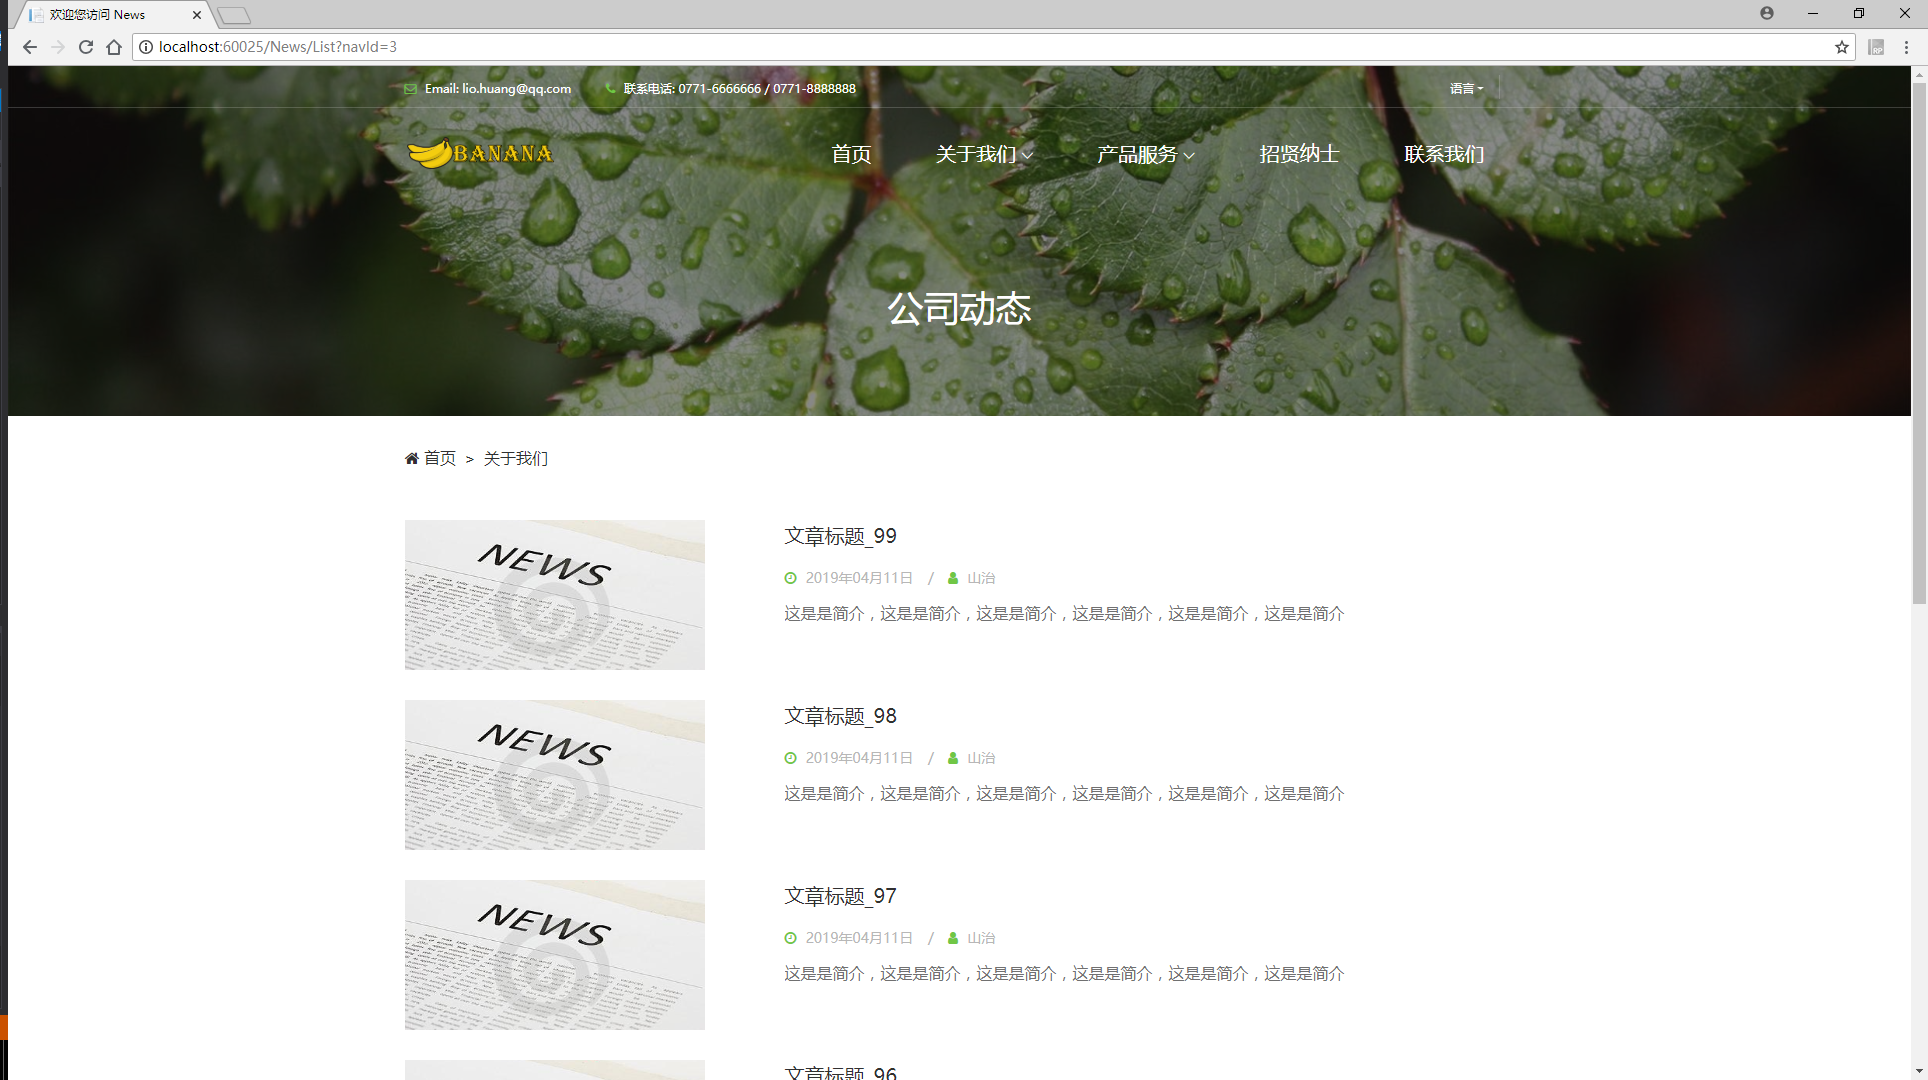 欢迎您访问 News
localhost:60025/News/List?navId=3
RP
Email: lio.huang@qq.com 联系电话: 0771-6666666 / 0771-8888888 语言
BANANA 首页 关于我们 产品服务 招贤纳士 联系我们
公司动态
首页 > 关于我们
NEWS
文章标题_99
2019年04月11日 / 山治
这是是简介，这是是简介，这是是简介，这是是简介，这是是简介，这是是简介
NEWS
文章标题_98
2019年04月11日 / 山治
这是是简介，这是是简介，这是是简介，这是是简介，这是是简介，这是是简介
NEWS
文章标题_97
2019年04月11日 / 山治
这是是简介，这是是简介，这是是简介，这是是简介，这是是简介，这是是简介
文章标题_96